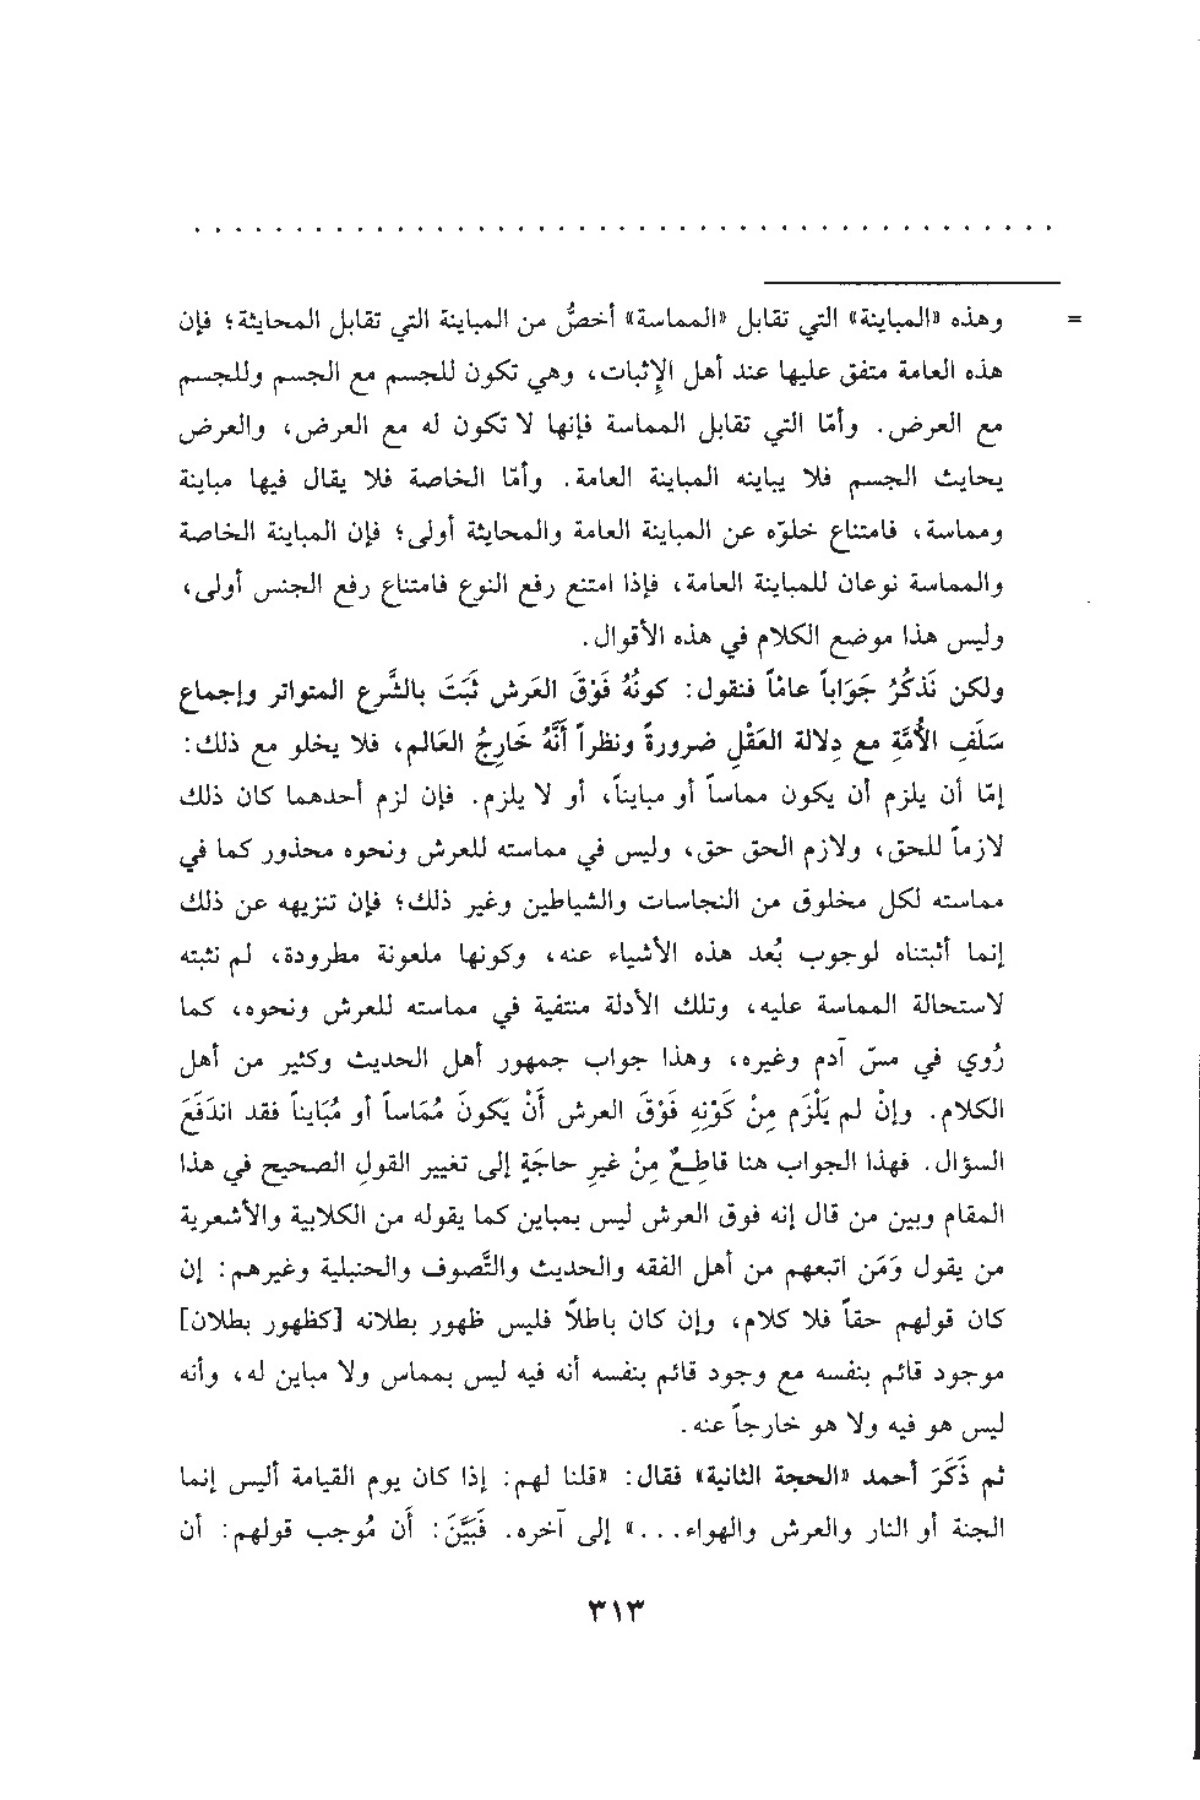 = وهذه «المباينة» التي تقابل «المماسة» أخصُّ من المباينة التي تقابل المحايثة؛ فإن
هذه العامة متفق عليها عند أهل الإِثبات، وهي تكون للجسم مع الجسم وللجسم
مع العرض. وأمّا التي تقابل المماسة فإنها لا تكون له مع العرض، والعرض
يحايث الجسم فلا يباينه المباينة العامة. وأمّا الخاصة فلا يقال فيها مباينة
ومماسة، فامتناع خلوّه عن المباينة العامة والمحايثة أولى؛ فإن المباينة الخاصة
والمماسة نوعان للمباينة العامة، فإذا امتنع رفع النوع فامتناع رفع الجنس أولى،
وليس هذا موضع الكلام في هذه الأقوال.
ولكن نَذكُرُ جَوَاباً عامّاً فنقول: كونُهُ فَوْقَ العَرش ثَبَتَ بالشَّرع المتواتر وإجماع
سَلَفِ الأُمَّةِ مع دِلالة العَقْلِ ضرورةً ونظراً أَنَّهُ خَارِجُ العَالم، فلا يخلو مع ذلك:
إمّا أن يلزم أن يكون مماساً أو مبايناً، أو لا يلزم. فإن لزم أحدهما كان ذلك
لازماً للحق، ولازم الحق حق، وليس في مماسته للعرش ونحوه محذور كما في
مماسته لكل مخلوق من النجاسات والشياطين وغير ذلك؛ فإن تنزيهه عن ذلك
إنما أثبتناه لوجوب بُعد هذه الأشياء عنه، وكونها ملعونة مطرودة، لم نثبته
لاستحالة المماسة عليه، وتلك الأدلة منتفية في مماسته للعرش ونحوه، كما
رُوي في مسّ آدم وغيره، وهذا جواب جمهور أهل الحديث وكثير من أهل
الكلام. وإنْ لم يَلْزَم مِنْ كَوْنِهِ فَوْقَ العرش أَنْ يَكونَ مُمَاساً أو مُبَايناً فقد اندَفَعَ
السؤال. فهذا الجواب هنا قاطِعٌ مِنْ غيرِ حاجَةٍ إلى تغيير القولِ الصحيح في هذا
المقام وبين من قال إنه فوق العرش ليس بمباين كما يقوله من الكلابية والأشعرية
من يقول وَمَن اتبعهم من أهل الفقه والحديث والتَّصوف والحنبلية وغيرهم: إن
كان قولهم حقاً فلا كلام، وإن كان باطلاً فليس ظهور بطلانه [كظهور بطلان]
موجود قائم بنفسه مع وجود قائم بنفسه أنه فيه ليس بمماس ولا مباين له، وأنه
ليس هو فيه ولا هو خارجاً عنه.
ثم ذَكَرَ أحمد «الحجة الثانية» فقال: «قلنا لهم: إذا كان يوم القيامة أليس إنما
الجنة أو النار والعرش والهواء...» إلى آخره. فَبَيَّنَ: أَن مُوجب قولهم: أن
٣١٣